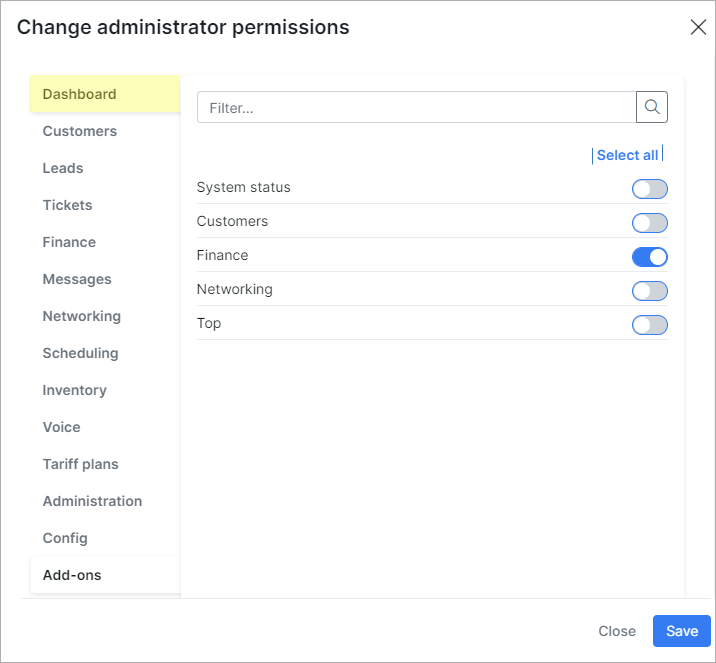 Change administrator permissions
Dashboard
Customers
Leads
Tickets
Finance
Messages
Networking
Scheduling
Inventory
Voice
Tariff plans
Administration
Config
Add-ons
Filter...
Select all
System status
Customers
Finance
Networking
Top
Close
Save